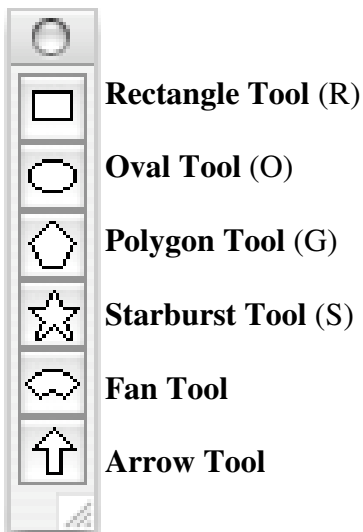 Rectangle Tool (R)
Oval Tool (O)
Polygon Tool (G)
Starburst Tool (S)
Fan Tool
Arrow Tool